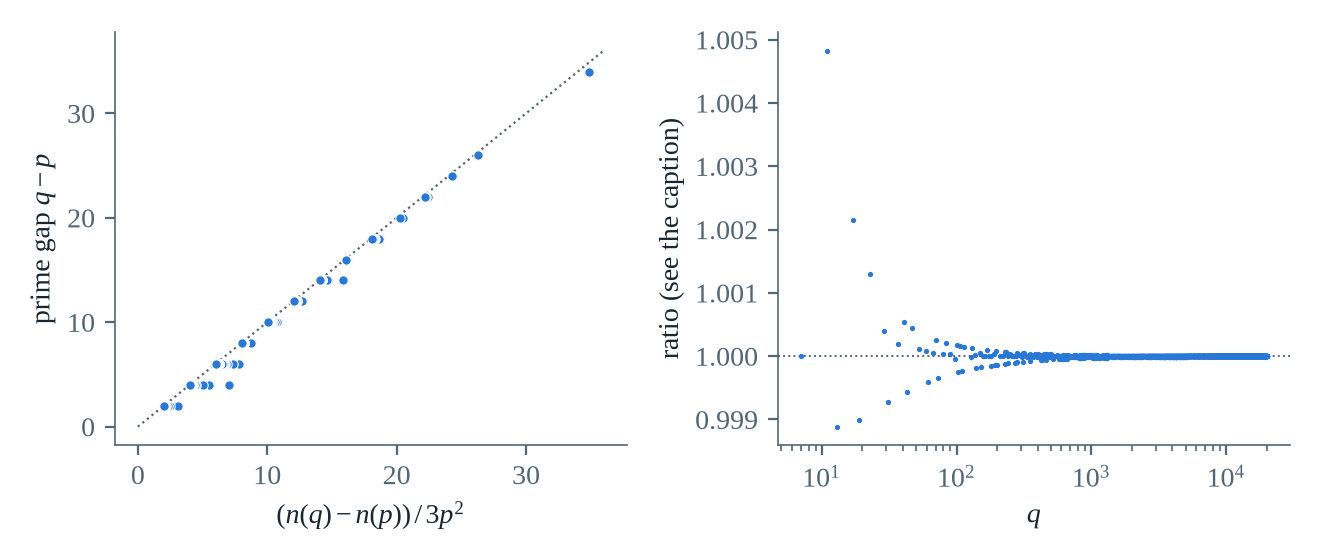 30
20
10
0
prime gap q − p
0 10 20 30
(n(q) − n(p)) / 3p²
1.005
1.004
1.003
1.002
1.001
1.000
0.999
ratio (see the caption)
10¹ 10² 10³ 10⁴
q